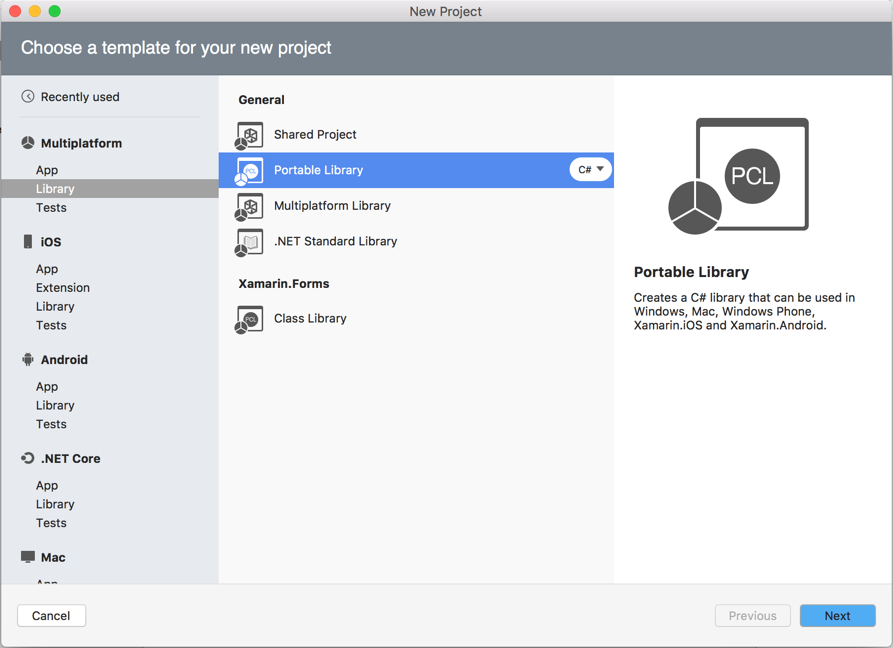 New Project
Choose a template for your new project
Recently used
Multiplatform
App
Library
Tests
iOS
App
Extension
Library
Tests
Android
App
Library
Tests
.NET Core
App
Library
Tests
Mac
App
General
Shared Project
Portable Library
C#
Multiplatform Library
.NET Standard Library
Xamarin.Forms
PCL
Class Library
PCL
Portable Library
Creates a C# library that can be used in
Windows, Mac, Windows Phone,
Xamarin.iOS and Xamarin.Android.
Cancel
Previous
Next